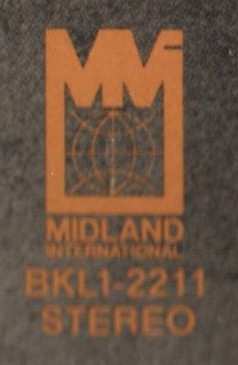 MIDLAND
INTERNATIONAL
BKL1-2211
STEREO